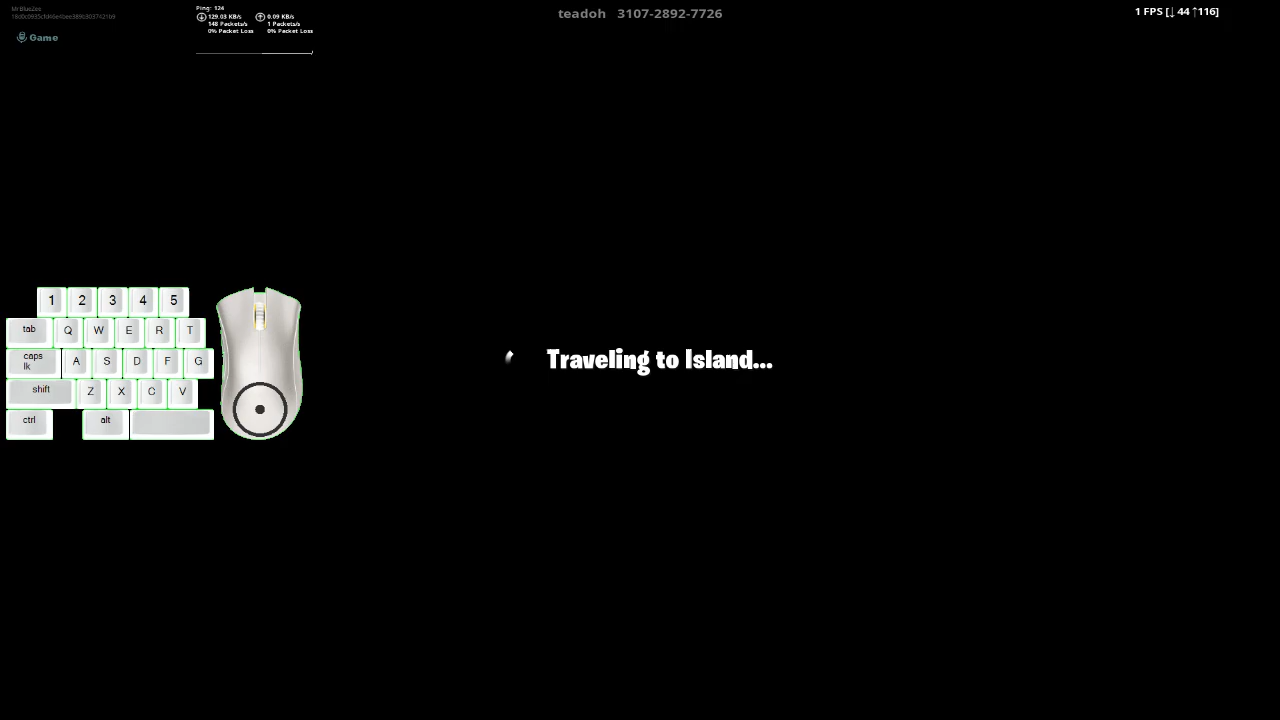 MrBlueZee
Game
Ping: 124
129.03 KB/s
148 Packets/s
0% Packet Loss
0.09 KB/s
1 Packets/s
0% Packet Loss
teadoh 3107-2892-7726
1 FPS [↓ 44 ↑116]
1 2 3 4 5
tab Q W E R T
caps lk A S D F G
shift Z X C V
ctrl alt
Traveling to Island...